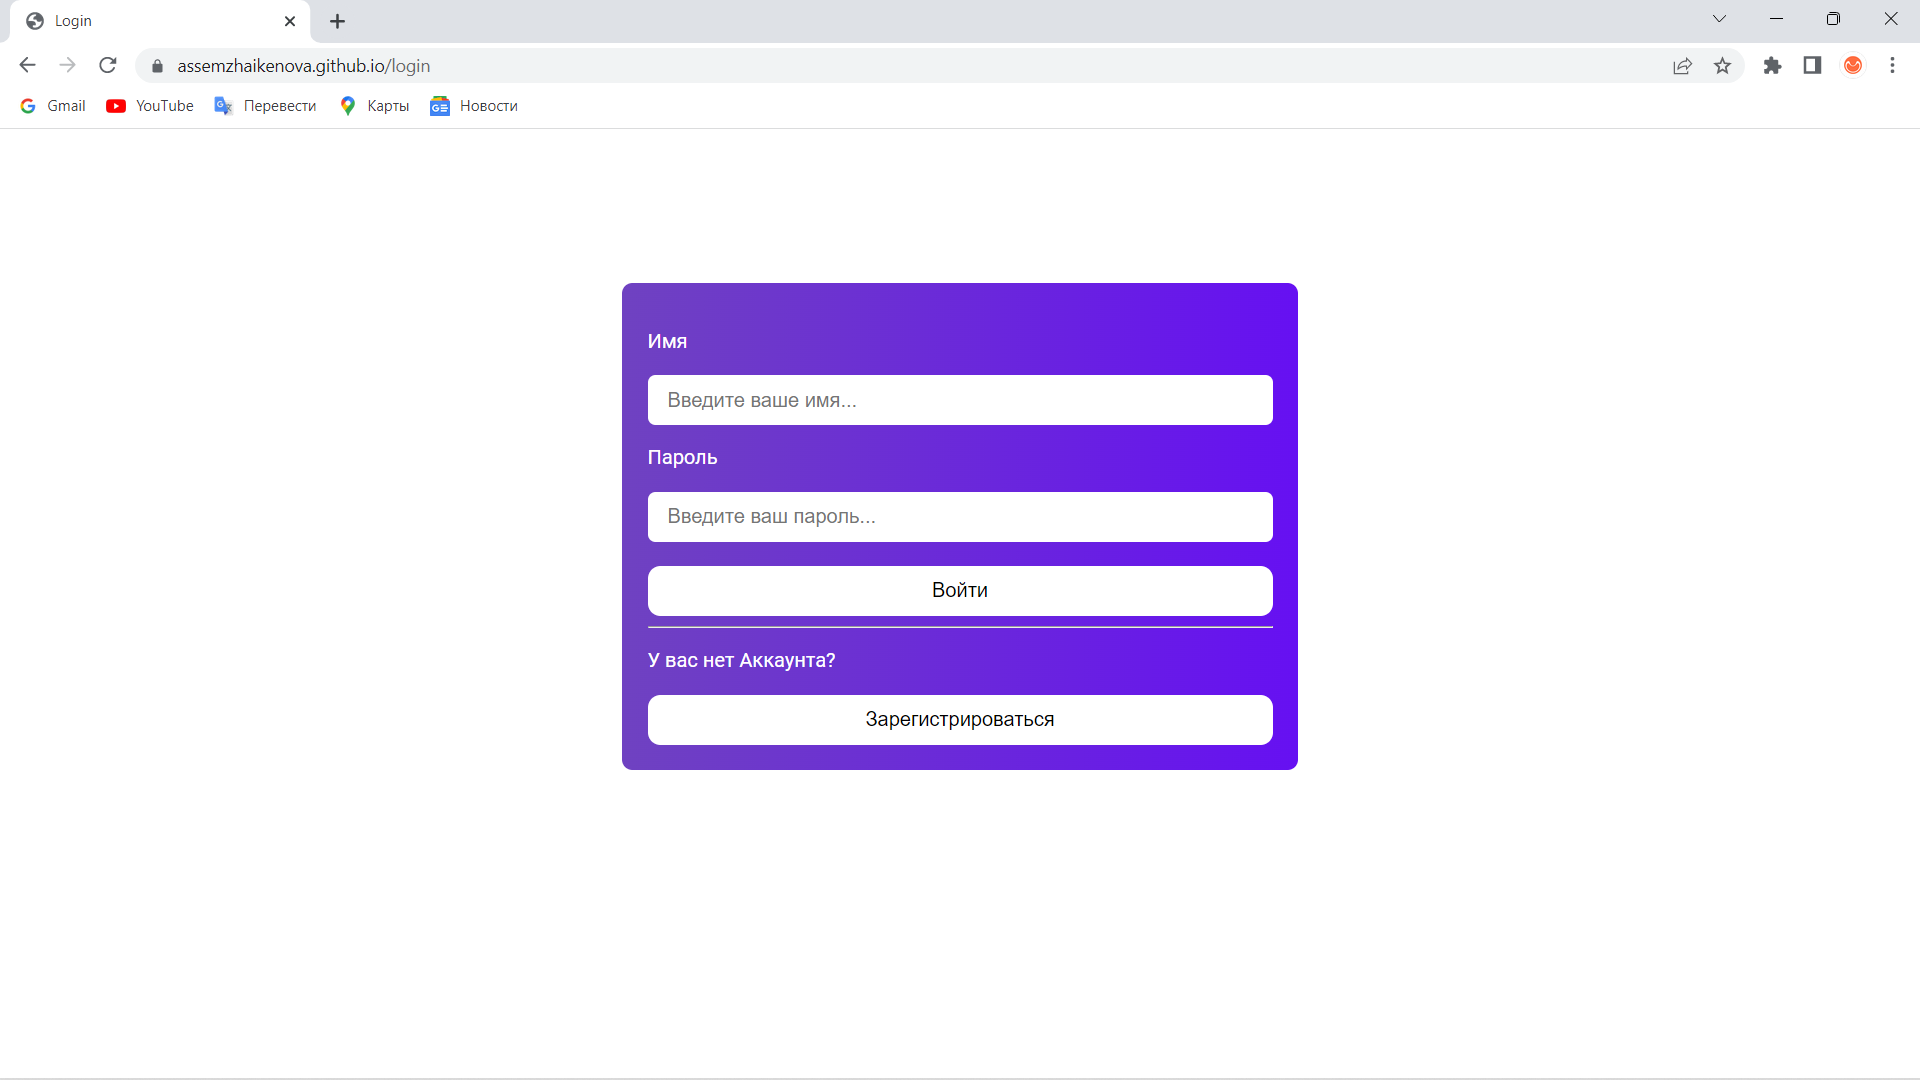 Login
assemzhaikenova.github.io/login
Gmail YouTube Перевести Карты Новости
Имя
Введите ваше имя...
Пароль
Введите ваш пароль...
Войти
У вас нет Аккаунта?
Зарегистрироваться